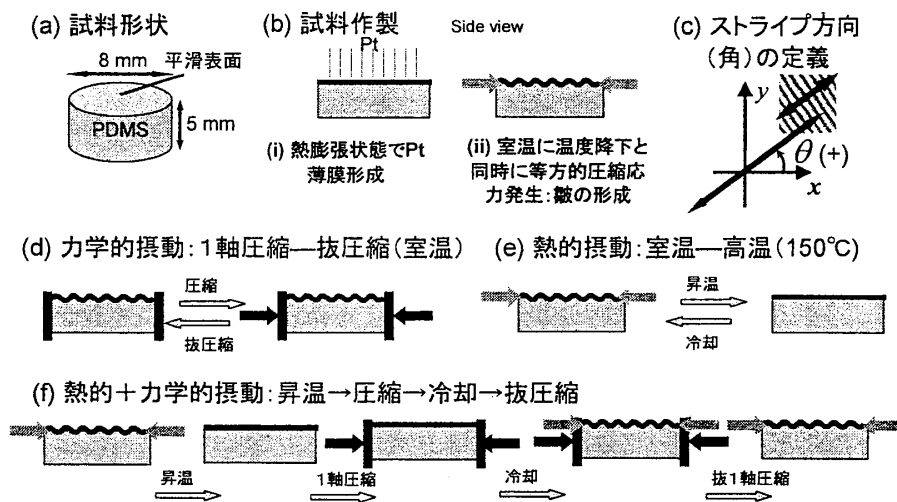 (a) 試料形状
8 mm
平滑表面
PDMS
5 mm
(b) 試料作製
Side view
Pt
(i) 熱膨張状態でPt
薄膜形成
(ii) 室温に温度降下と
同時に等方的圧縮応
力発生:皺の形成
(c) ストライプ方向
(角)の定義
y
θ (+)
x
(d) 力学的摂動:1軸圧縮―抜圧縮(室温)
圧縮
抜圧縮
(e) 熱的摂動:室温―高温(150℃)
昇温
冷却
(f) 熱的+力学的摂動:昇温→圧縮→冷却→抜圧縮
昇温
1軸圧縮
冷却
抜1軸圧縮